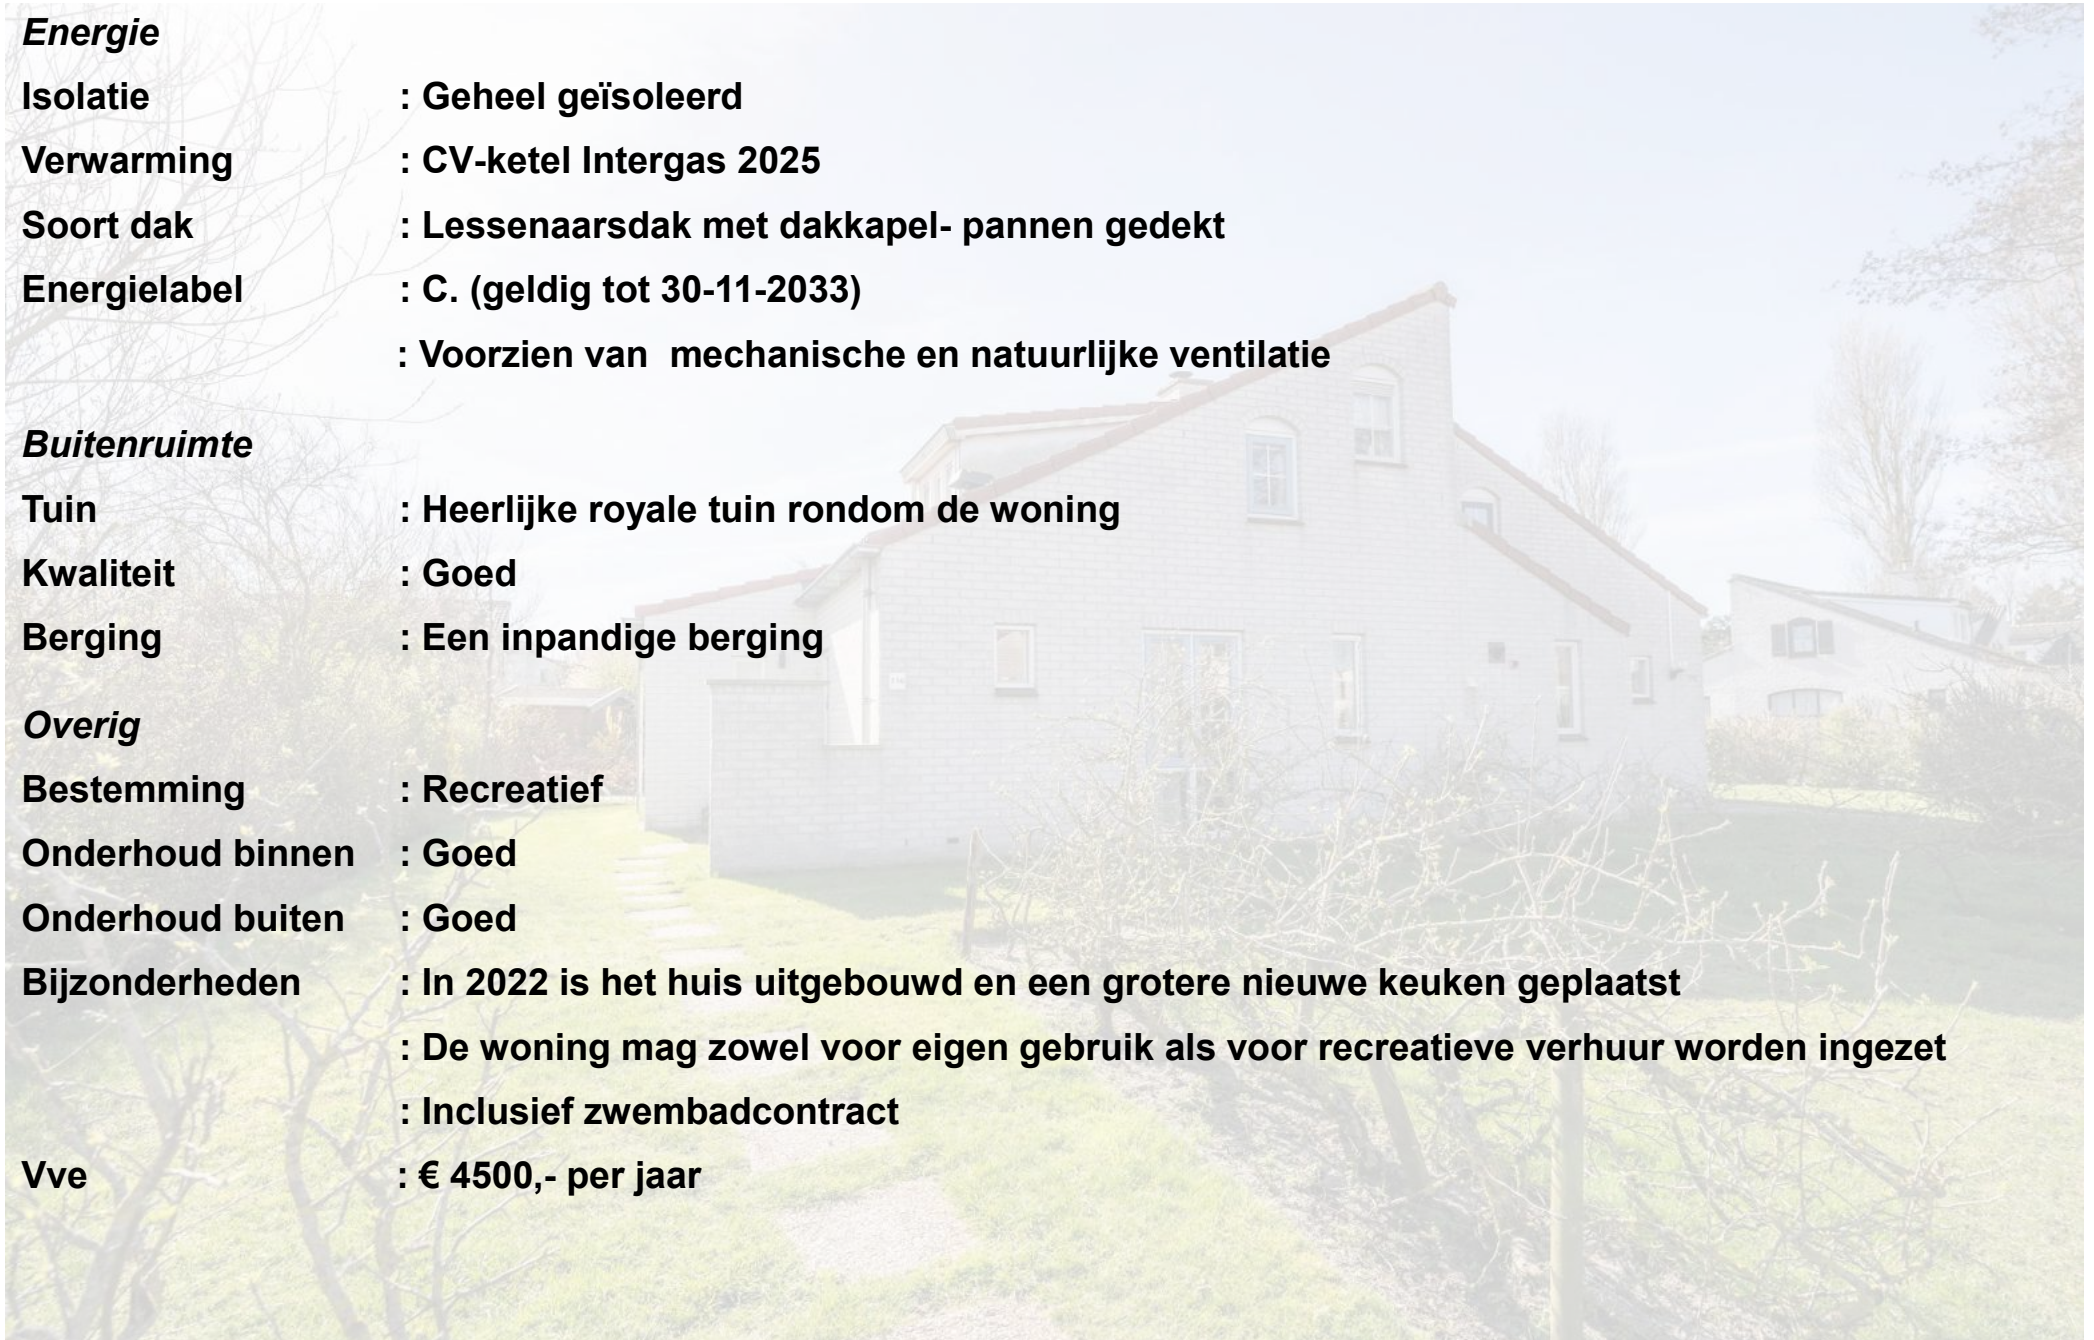 Energie
Isolatie : Geheel geïsoleerd
Verwarming : CV-ketel Intergas 2025
Soort dak : Lessenaarsdak met dakkapel- pannen gedekt
Energielabel : C. (geldig tot 30-11-2033)
: Voorzien van  mechanische en natuurlijke ventilatie
Buitenruimte
Tuin : Heerlijke royale tuin rondom de woning
Kwaliteit : Goed
Berging : Een inpandige berging
Overig
Bestemming : Recreatief
Onderhoud binnen : Goed
Onderhoud buiten : Goed
Bijzonderheden : In 2022 is het huis uitgebouwd en een grotere nieuwe keuken geplaatst
: De woning mag zowel voor eigen gebruik als voor recreatieve verhuur worden ingezet
: Inclusief zwembadcontract
Vve : € 4500,- per jaar